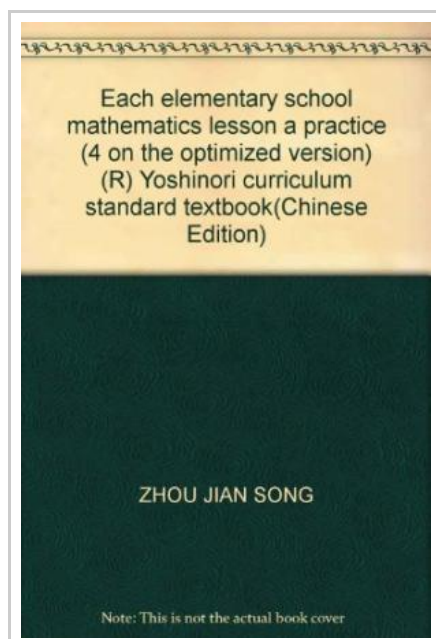 Each elementary school
mathematics lesson a practice
(4 on the optimized version)
(R) Yoshinori curriculum
standard textbook(Chinese
Edition)
ZHOU JIAN SONG
Note: This is not the actual book cover